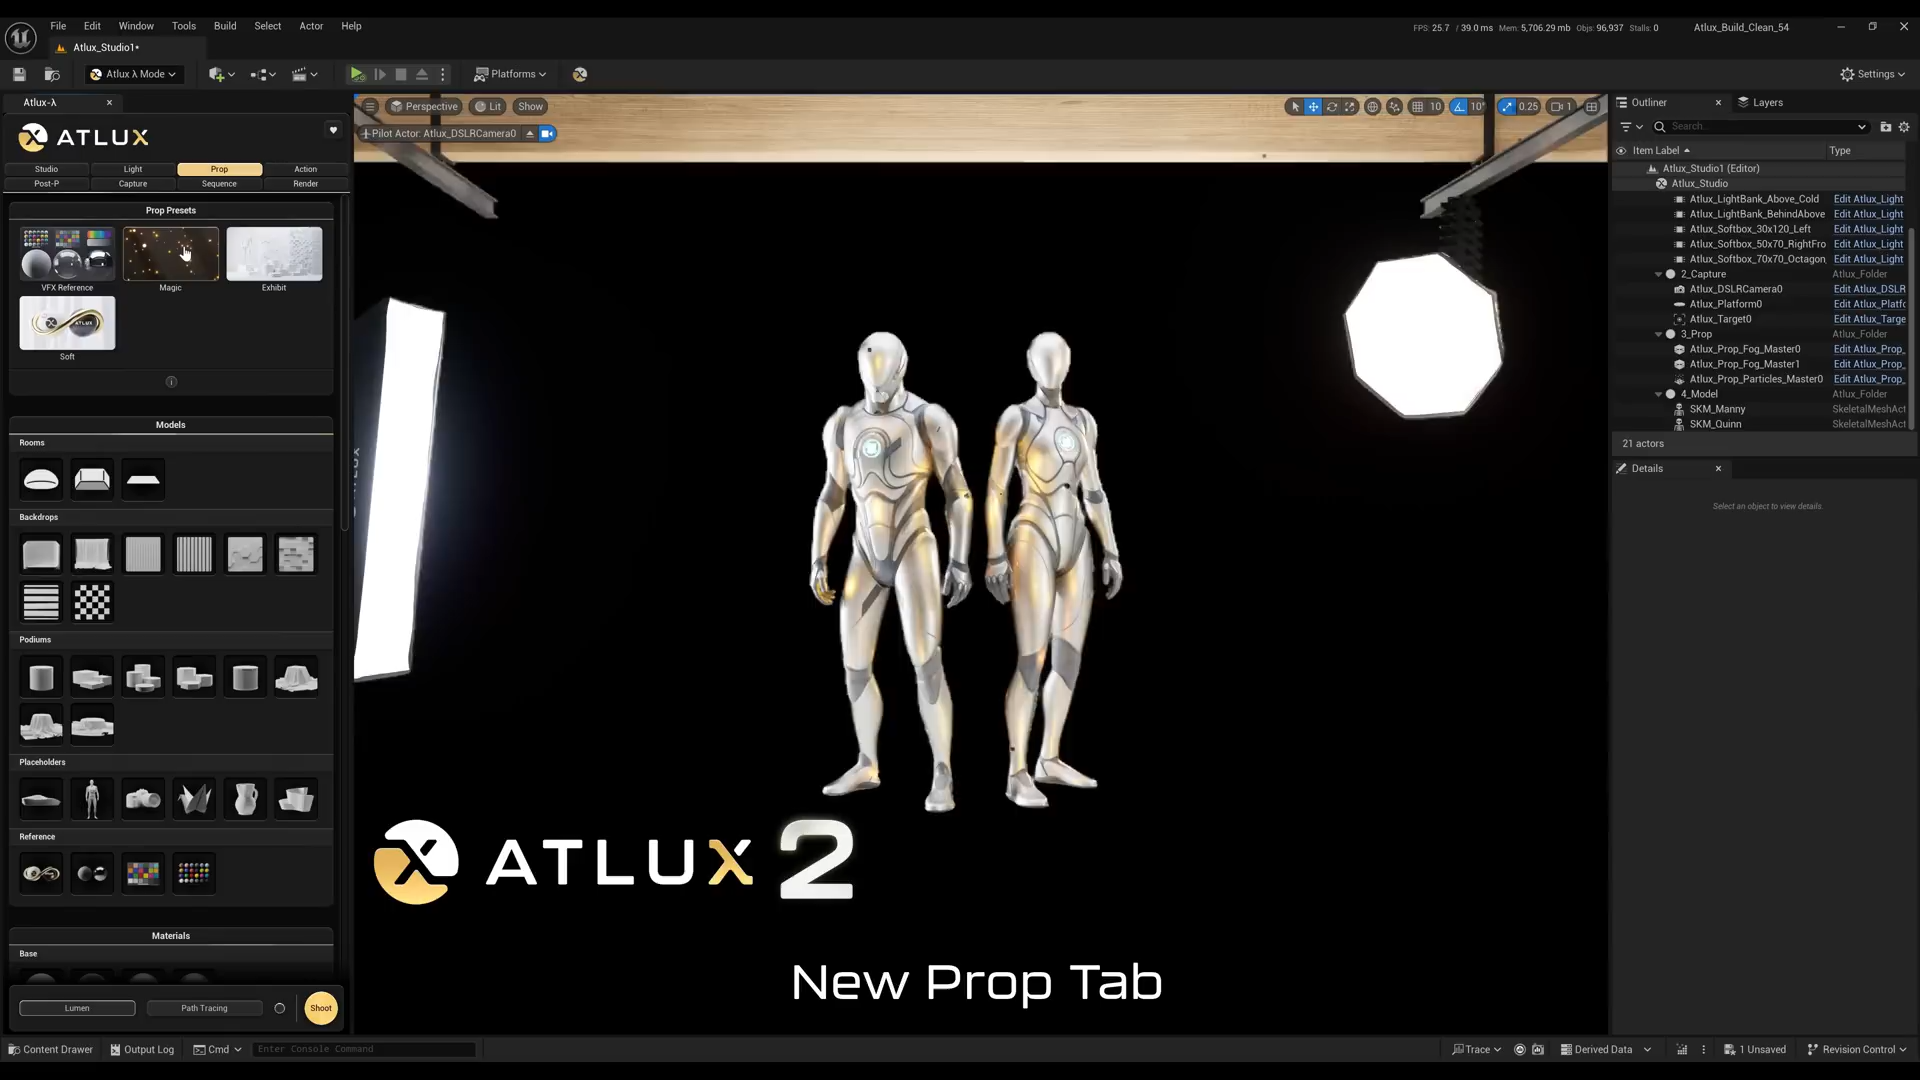 File Edit Window Tools Build Select Actor Help
FPS: 25.7 / 39.0 ms Mem: 5,706.29 mb Objs: 96,937 Stalls: 0
Atlux_Build_Clean_54
Atlux_Studio1*
Atlux λ Mode
Platforms
Settings
Atlux-λ
ATLUX
Studio Light Prop Action
Post-P Capture Sequence Render
Prop Presets
VFX Reference
Magic
Exhibit
ATLUX
Soft
Models
Rooms
Backdrops
Podiums
Placeholders
Reference
Materials
Base
Lumen
Path Tracing
Shoot
Perspective
Lit
Show
10
10°
0.25
1
Pilot Actor: Atlux_DSLRCamera0
ATLUX 2
New Prop Tab
Outliner
Layers
Search...
Item Label
Type
Atlux_Studio1 (Editor)
Atlux_Studio
Atlux_LightBank_Above_Cold Edit Atlux_Light
Atlux_LightBank_BehindAbove Edit Atlux_Light
Atlux_Softbox_30x120_Left Edit Atlux_Light
Atlux_Softbox_50x70_RightFro Edit Atlux_Light
Atlux_Softbox_70x70_Octagon Edit Atlux_Light
2_Capture Atlux_Folder
Atlux_DSLRCamera0 Edit Atlux_DSLR
Atlux_Platform0 Edit Atlux_Platfo
Atlux_Target0 Edit Atlux_Targe
3_Prop Atlux_Folder
Atlux_Prop_Fog_Master0 Edit Atlux_Prop_
Atlux_Prop_Fog_Master1 Edit Atlux_Prop_
Atlux_Prop_Particles_Master0 Edit Atlux_Prop_
4_Model Atlux_Folder
SKM_Manny SkeletalMeshAct
SKM_Quinn SkeletalMeshAct
21 actors
Details
Select an object to view details.
Content Drawer
Output Log
Cmd
Enter Console Command
Trace
Derived Data
1 Unsaved
Revision Control